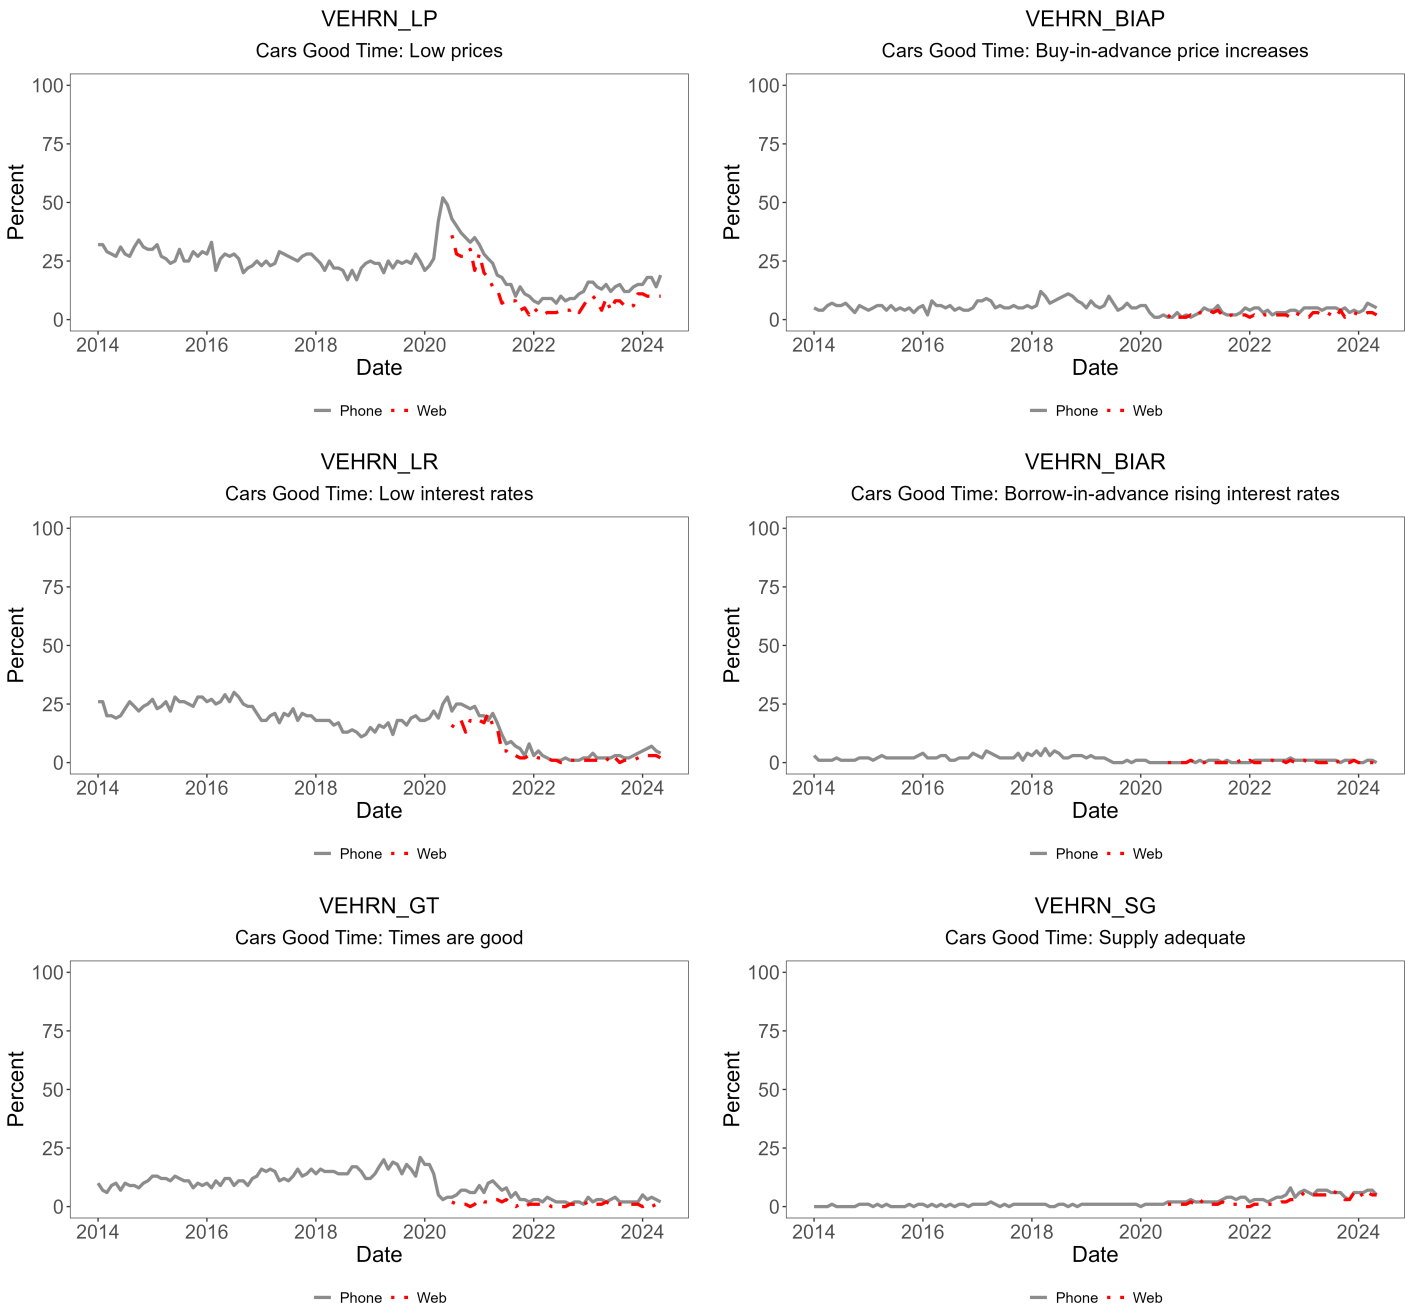 VEHRN_LP
Cars Good Time: Low prices
100
75
50
25
0
Percent
2014 2016 2018 2020 2022 2024
Date
Phone Web
VEHRN_BIAP
Cars Good Time: Buy-in-advance price increases
100
75
50
25
0
Percent
2014 2016 2018 2020 2022 2024
Date
Phone Web
VEHRN_LR
Cars Good Time: Low interest rates
100
75
50
25
0
Percent
2014 2016 2018 2020 2022 2024
Date
Phone Web
VEHRN_BIAR
Cars Good Time: Borrow-in-advance rising interest rates
100
75
50
25
0
Percent
2014 2016 2018 2020 2022 2024
Date
Phone Web
VEHRN_GT
Cars Good Time: Times are good
100
75
50
25
0
Percent
2014 2016 2018 2020 2022 2024
Date
Phone Web
VEHRN_SG
Cars Good Time: Supply adequate
100
75
50
25
0
Percent
2014 2016 2018 2020 2022 2024
Date
Phone Web